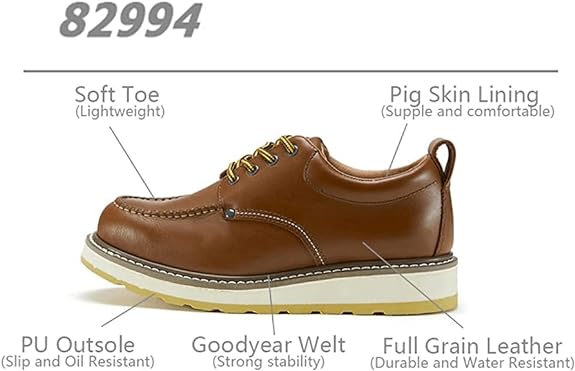 82994
Soft Toe
(Lightweight)
Pig Skin Lining
(Supple and comfortable)
PU Outsole
(Slip and Oil Resistant)
Goodyear Welt
(Strong stability)
Full Grain Leather
(Durable and Water Resistant)